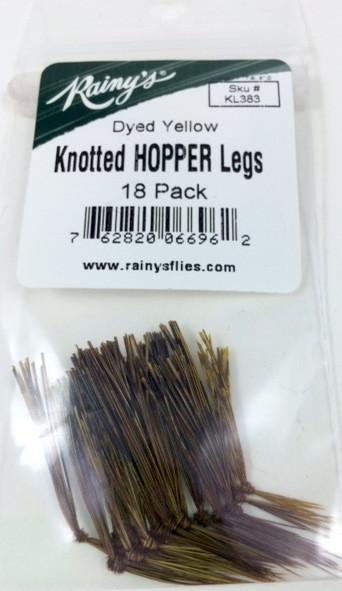 Rainy's®
Sku #
KL383
Dyed Yellow
Knotted HOPPER Legs
18 Pack
7 62820 06696 2
www.rainysflies.com